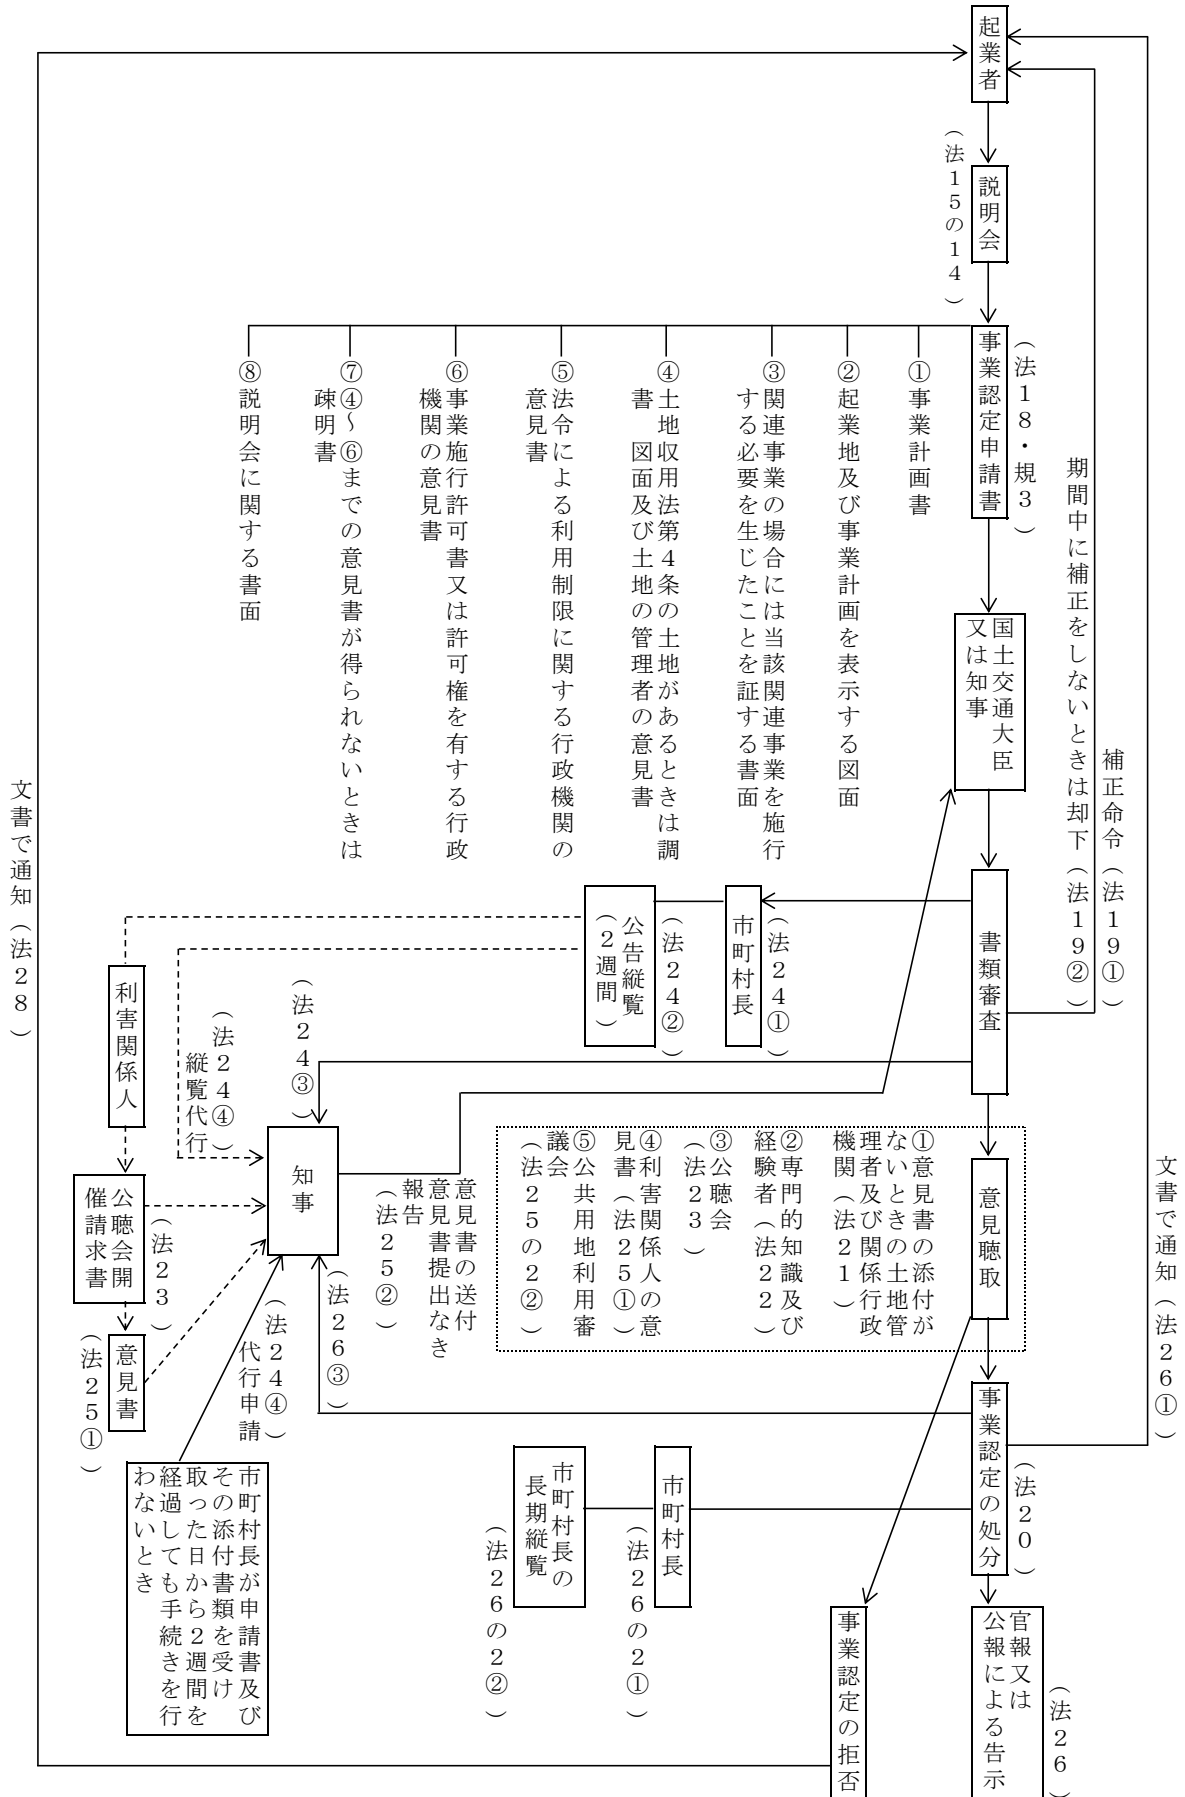 起業者
説明会
（法１５の１４）
事業認定申請書
（法１８・規３）
①事業計画書
②起業地及び事業計画を表示する図面
③関連事業の場合には当該関連事業を施行
する必要を生じたことを証する書面
④土地収用法第４条の土地があるときは調
書　図面及び土地の管理者の意見書
⑤法令による利用制限に関する行政機関の
意見書
⑥事業施行許可書又は許可権を有する行政
機関の意見書
⑦④～⑥までの意見書が得られないときは
疎明書
⑧説明会に関する書面
国土交通大臣
又は知事
補正命令（法１９①）
期間中に補正をしないときは却下（法１９②）
書類審査
（法２４①）
市町村長
（法２４②）
公告縦覧
（２週間）
（法２４③）
（法２４④）
縦覧代行
利害関係人
公聴会開
催請求書
（法２３）
意見書
（法２５①）
知事
意見書の送付
意見書提出なき
報告
（法２５②）
（法２６③）
（法２４④）
代行申請
市町村長が申請書及び
その添付書類を受け
取った日から２週間を
経過しても手続きを行
わないとき
意見聴取
①意見書の添付が
ないときの土地管
理者及び関係行政
機関（法２１）
②専門的知識及び
経験者（法２２）
③公聴会
（法２３）
④利害関係人の意
見書（法２５①）
⑤公共用地利用審
議会
（法２５の２②）
事業認定の処分
（法２０）
市町村長
（法２６の２①）
市町村長の
長期縦覧
（法２６の２②）
官報又は
公報による告示
（法２６）
事業認定の拒否
文書で通知（法２６①）
文書で通知（法２８）